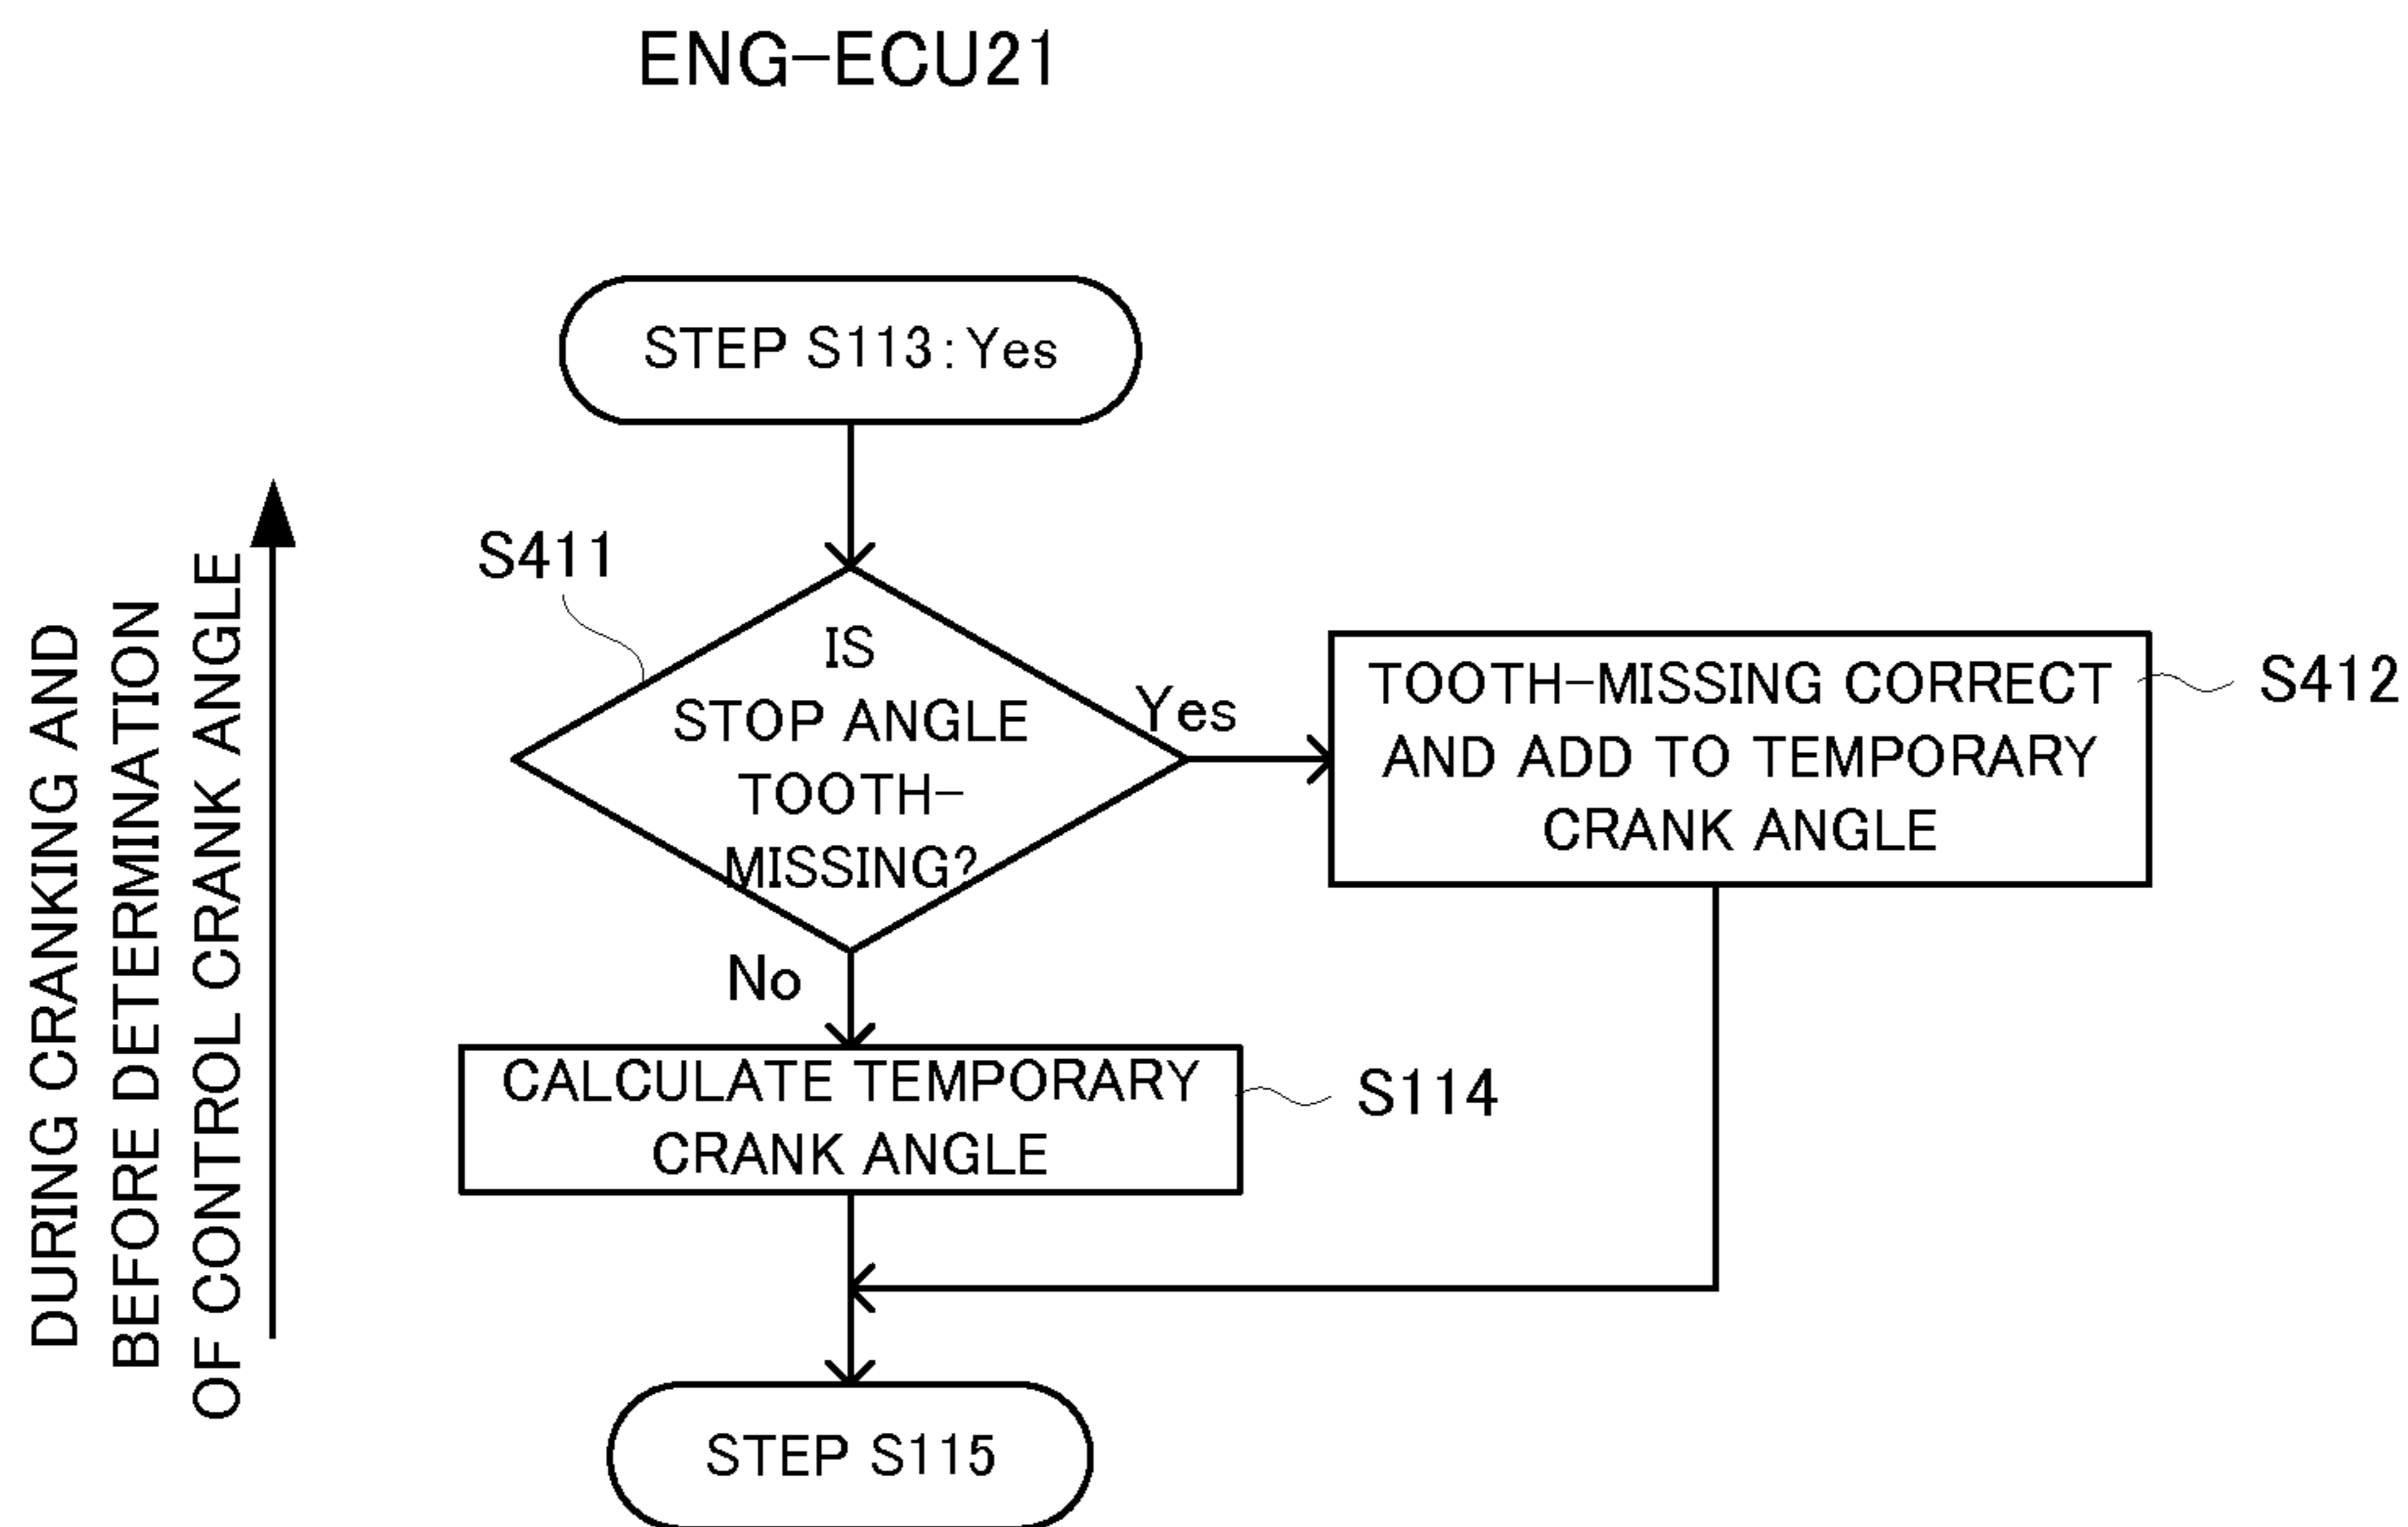 ENG-ECU21
STEP S113: Yes
S411
IS
STOP ANGLE
TOOTH-
MISSING?
Yes
TOOTH-MISSING CORRECT
AND ADD TO TEMPORARY
CRANK ANGLE
S412
No
CALCULATE TEMPORARY
CRANK ANGLE
S114
STEP S115
DURING CRANKING AND
BEFORE DETERMINATION
OF CONTROL CRANK ANGLE